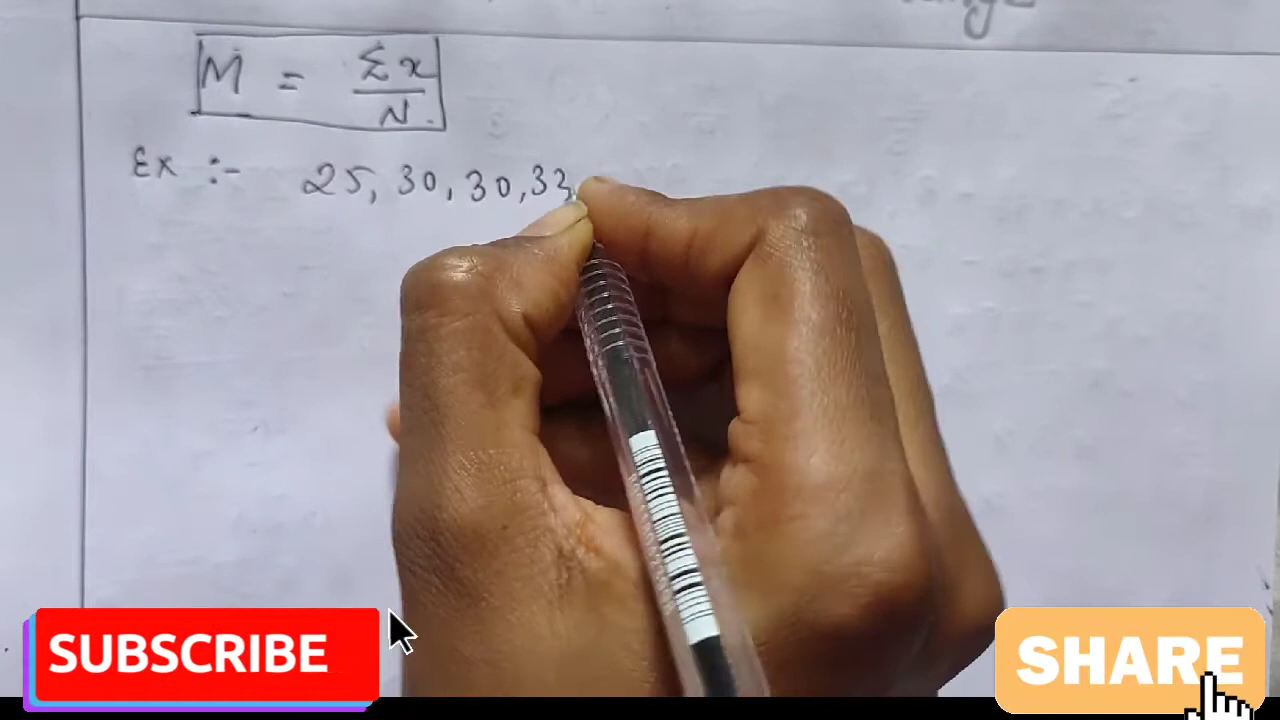 M = Σx
N.
Ex :- 25, 30, 30, 33,
SUBSCRIBE
SHARE